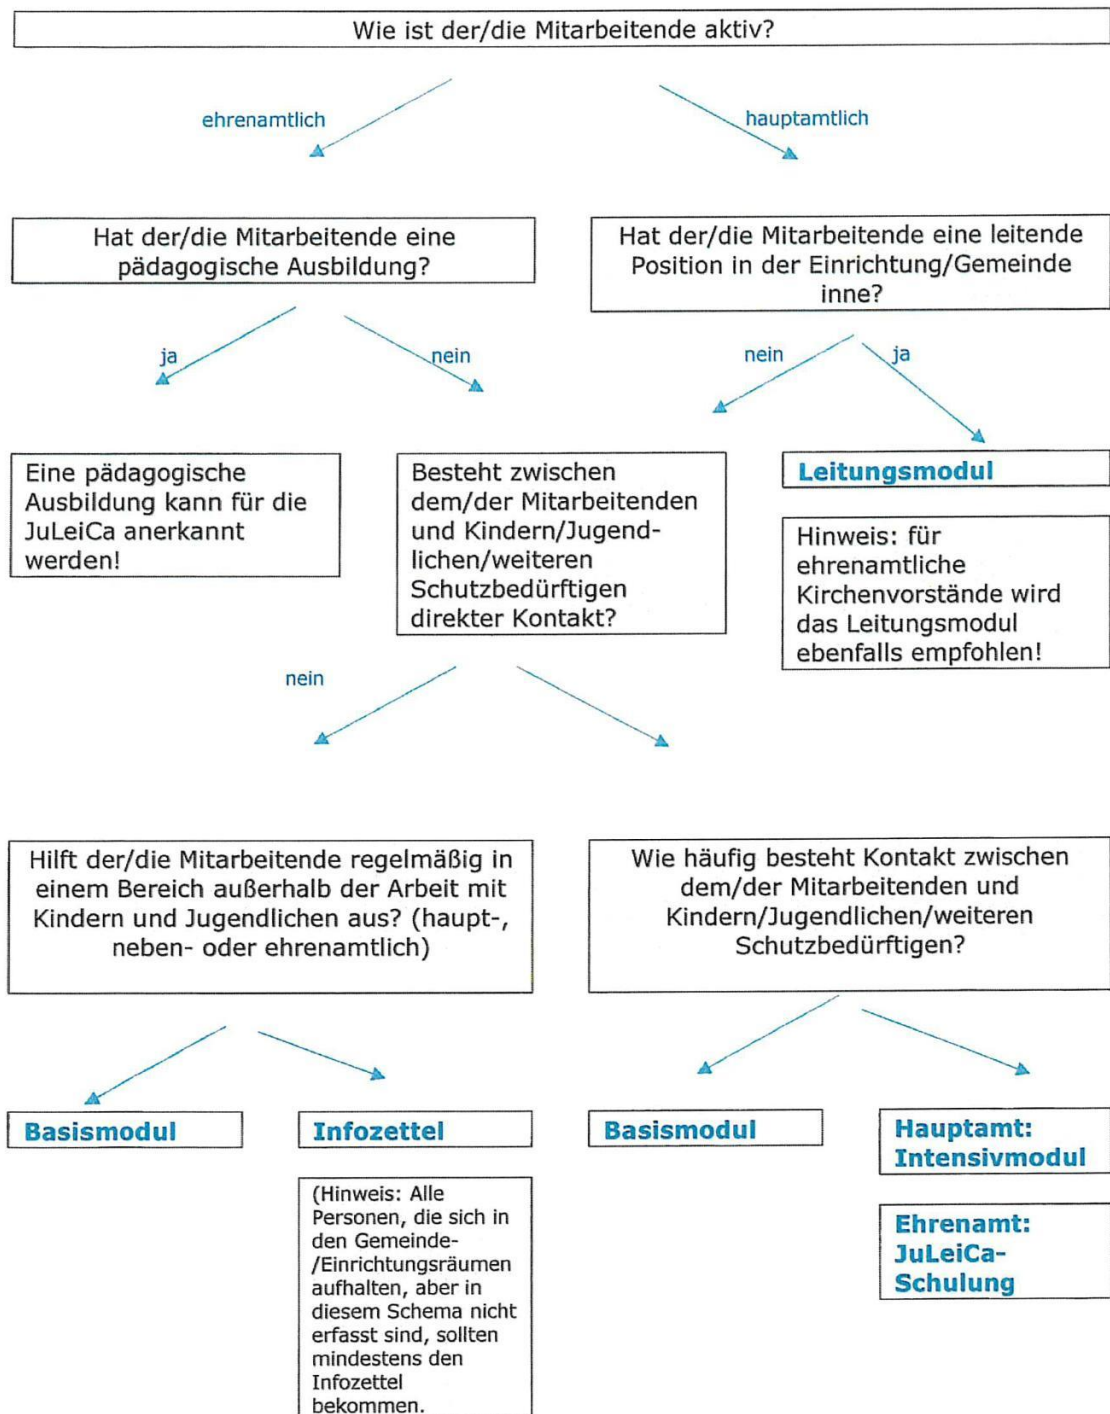 Wie ist der/die Mitarbeitende aktiv?
ehrenamtlich
hauptamtlich
Hat der/die Mitarbeitende eine
pädagogische Ausbildung?
Hat der/die Mitarbeitende eine leitende
Position in der Einrichtung/Gemeinde
inne?
ja
nein
nein
ja
Eine pädagogische
Ausbildung kann für die
JuLeiCa anerkannt
werden!
Besteht zwischen
dem/der Mitarbeitenden
und Kindern/Jugend-
lichen/weiteren
Schutzbedürftigen
direkter Kontakt?
Leitungsmodul
Hinweis: für
ehrenamtliche
Kirchenvorstände wird
das Leitungsmodul
ebenfalls empfohlen!
nein
Hilft der/die Mitarbeitende regelmäßig in
einem Bereich außerhalb der Arbeit mit
Kindern und Jugendlichen aus? (haupt-,
neben- oder ehrenamtlich)
Wie häufig besteht Kontakt zwischen
dem/der Mitarbeitenden und
Kindern/Jugendlichen/weiteren
Schutzbedürftigen?
Basismodul
Infozettel
(Hinweis: Alle
Personen, die sich in
den Gemeinde-
/Einrichtungsräumen
aufhalten, aber in
diesem Schema nicht
erfasst sind, sollten
mindestens den
Infozettel
bekommen.
Basismodul
Hauptamt:
Intensivmodul
Ehrenamt:
JuLeiCa-
Schulung